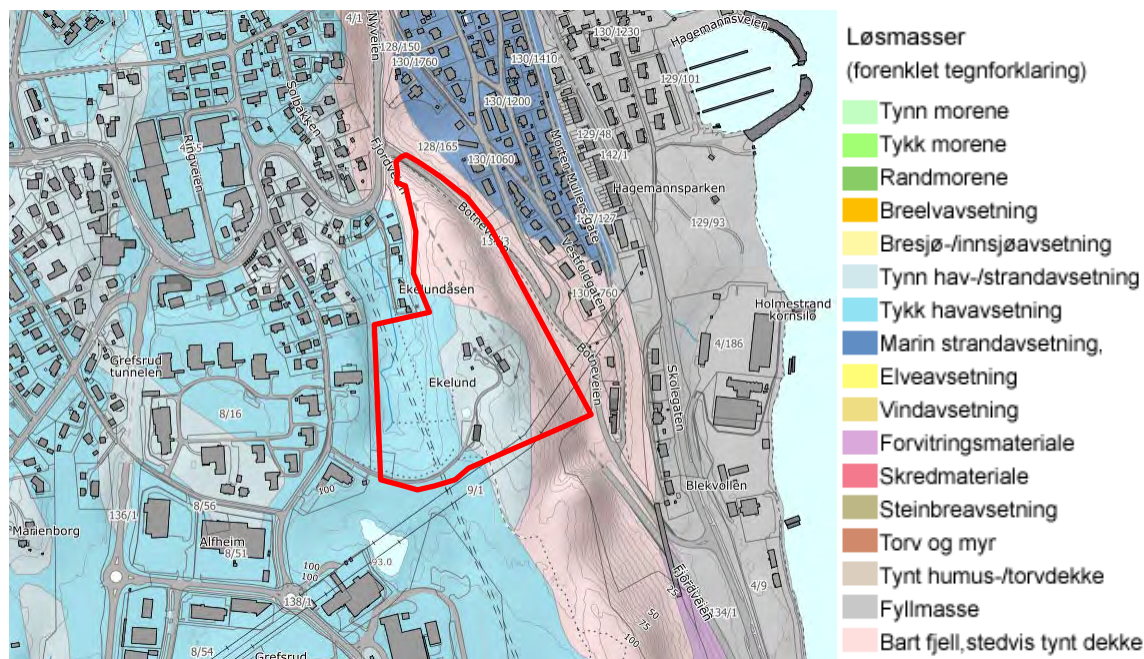 4/1
Nyveien
128/150
130/1760
130/1230
Hagemannsveien
130/1410
129/101
Solbakken
130/1200
Ringveien
129/48
128/165
130/1060
142/1
Morten Mullers gate
Fjordveien
Hagemannsparken
Botneveien
129/93
Vestfoldgaten
Ekelundåsen
Holmestrand
kornsilo
Grefsrud
tunnelen
4/186
Ekelund
Botneveien
Skolegaten
8/16
100
9/1
Blekvollen
8/56
136/1
Marienborg
Alfheim
8/51
93.0
100
100
138/1
Fjordveien
25
50
75
100
134/1
4/9
8/54
Grefsrud
Løsmasser
(forenklet tegnforklaring)
Tynn morene
Tykk morene
Randmorene
Breelvavsetning
Bresjø-/innsjøavsetning
Tynn hav-/strandavsetning
Tykk havavsetning
Marin strandavsetning,
Elveavsetning
Vindavsetning
Forvitringsmateriale
Skredmateriale
Steinbreavsetning
Torv og myr
Tynt humus-/torvdekke
Fyllmasse
Bart fjell,stedvis tynt dekke